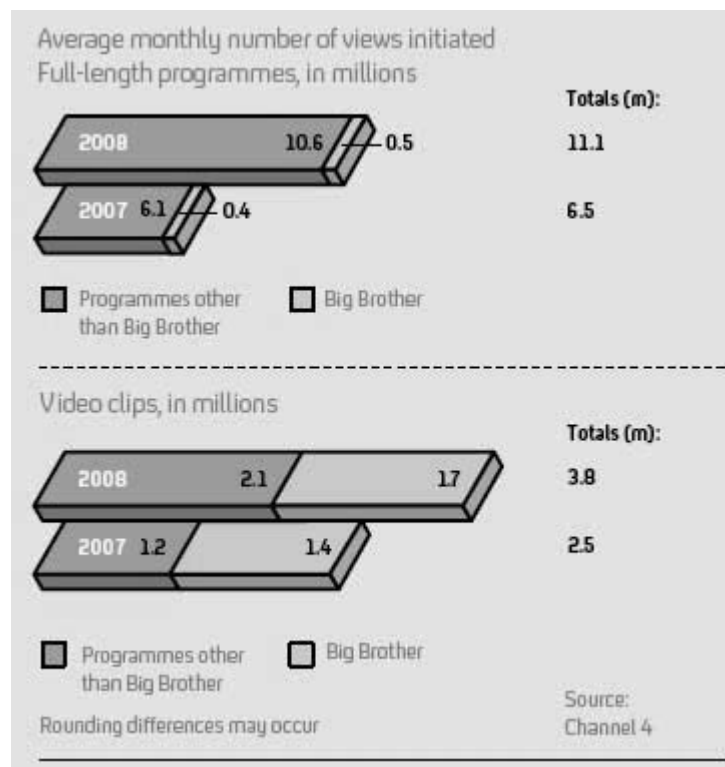 Average monthly number of views initiated
Full-length programmes, in millions
Totals (m):
2008 10.6 0.5 11.1
2007 6.1 0.4 6.5
Programmes other Big Brother
than Big Brother
Video clips, in millions
Totals (m):
2008 2.1 1.7 3.8
2007 1.2 1.4 2.5
Programmes other Big Brother
than Big Brother
Rounding differences may occur
Source:
Channel 4